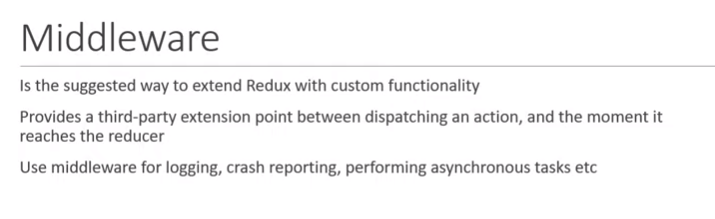 Middleware
Is the suggested way to extend Redux with custom functionality
Provides a third-party extension point between dispatching an action, and the moment it
reaches the reducer
Use middleware for logging, crash reporting, performing asynchronous tasks etc